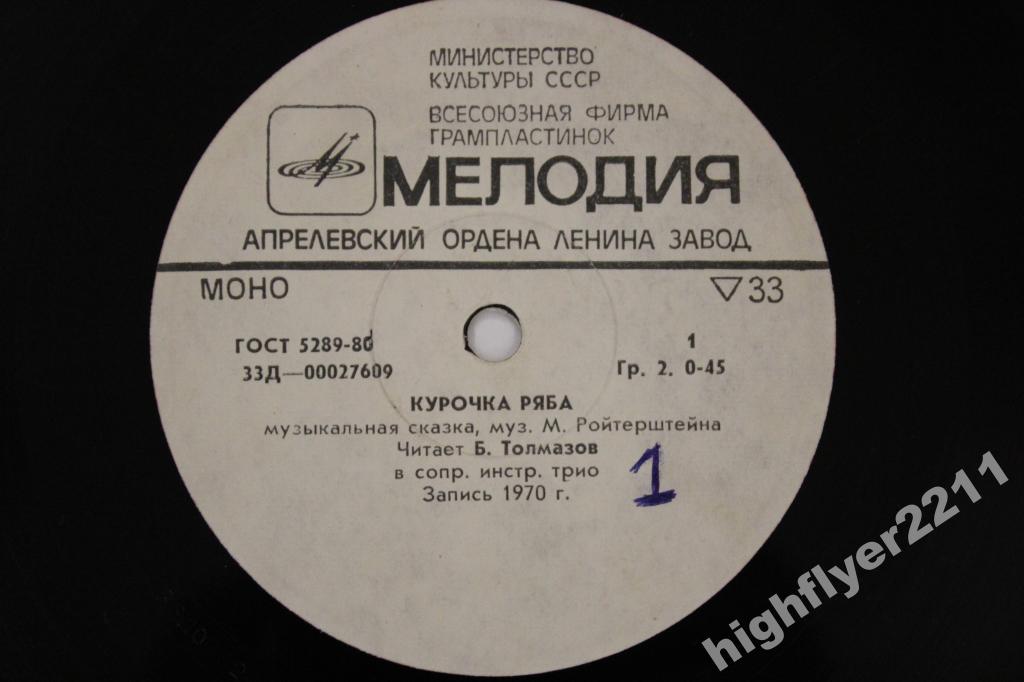 МИНИСТЕРСТВО
КУЛЬТУРЫ СССР
ВСЕСОЮЗНАЯ ФИРМА
ГРАМПЛАСТИНОК
МЕЛОДИЯ
АПРЕЛЕВСКИЙ ОРДЕНА ЛЕНИНА ЗАВОД
МОНО ▽33
ГОСТ 5289-80 1
33Д—00027609 Гр. 2. 0-45
КУРОЧКА РЯБА
музыкальная сказка, муз. М. Ройтерштейна
Читает Б. Толмазов
в сопр. инстр. трио
Запись 1970 г.
1
highflyer2211